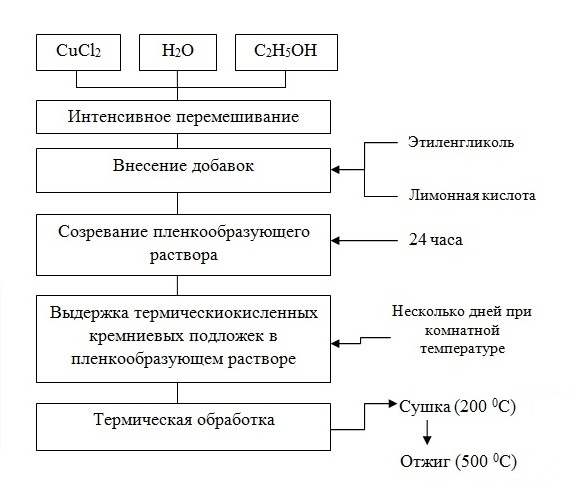 CuCl2
H2O
C2H5OH
Интенсивное перемешивание
Внесение добавок
Этиленгликоль
Лимонная кислота
Созревание пленкообразующего
раствора
24 часа
Выдержка термическиокисленных
кремниевых подложек в
пленкообразующем растворе
Несколько дней при
комнатной
температуре
Термическая обработка
Сушка (200 ⁰С)
Отжиг (500 ⁰С)